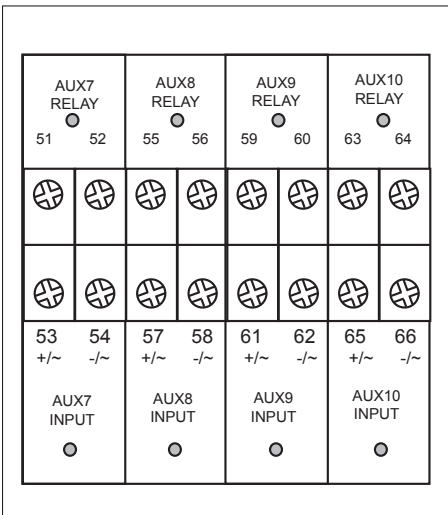 AUX7 AUX8 AUX9 AUX10
RELAY RELAY RELAY RELAY
51 52 55 56 59 60 63 64
53 54 57 58 61 62 65 66
+/~ -/~ +/~ -/~ +/~ -/~ +/~ -/~
AUX7 AUX8 AUX9 AUX10
INPUT INPUT INPUT INPUT